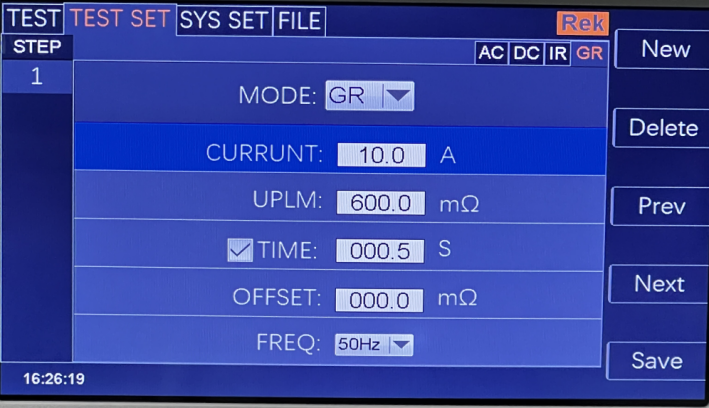 TEST TEST SET SYS SET FILE Rek
STEP AC DC IR GR
1
MODE: GR
CURRUNT: 10.0 A
UPLM: 600.0 mΩ
TIME: 000.5 S
OFFSET: 000.0 mΩ
FREQ: 50Hz
16:26:19
New
Delete
Prev
Next
Save